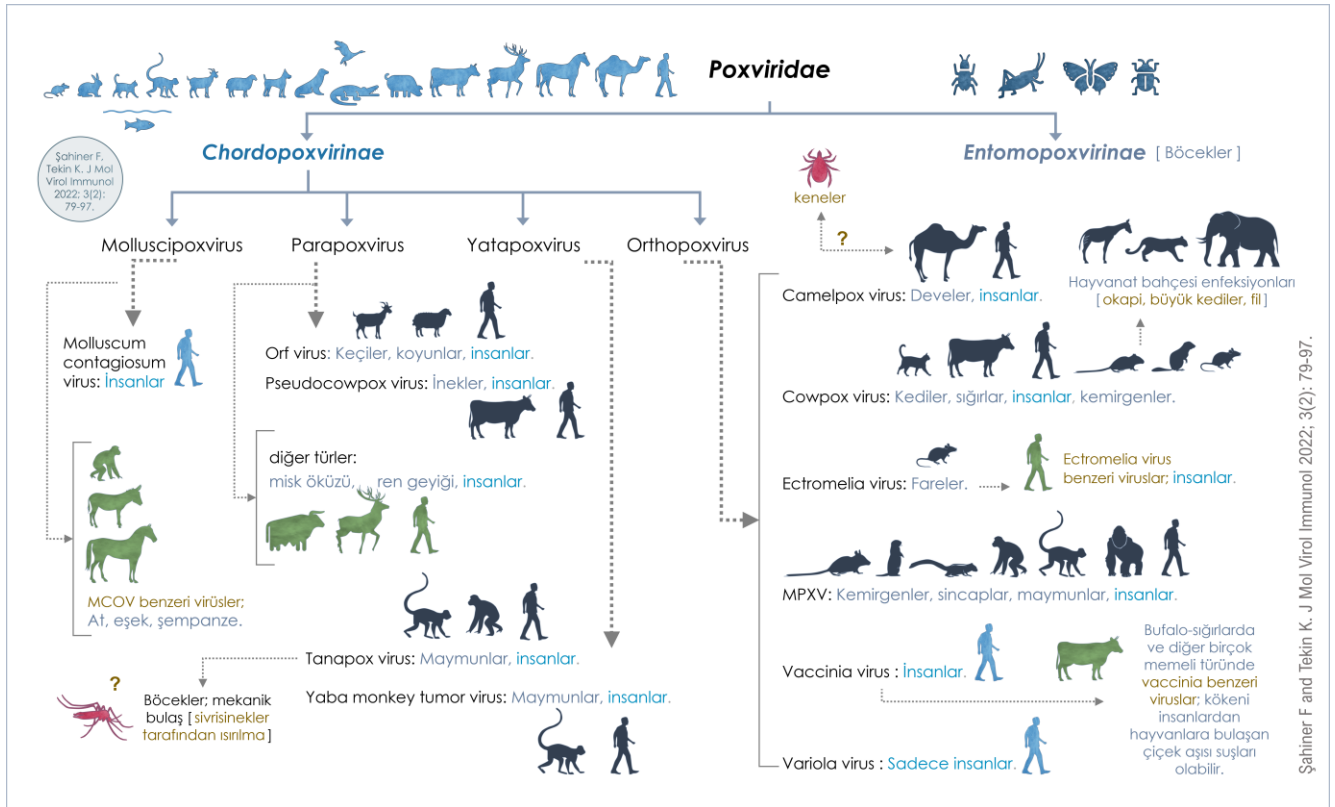 Poxviridae
Şahiner F,
Tekin K. J Mol
Virol Immunol
2022; 3(2):
79-97.
Chordopoxvirinae
Entomopoxvirinae [ Böcekler ]
Molluscipoxvirus
Parapoxvirus
Yatapoxvirus
Orthopoxvirus
Molluscum
contagiosum
virus: İnsanlar
MCOV benzeri virüsler;
At, eşek, şempanze.
Orf virus: Keçiler, koyunlar, insanlar.
Pseudocowpox virus: İnekler, insanlar.
diğer türler:
misk öküzü, ren geyiği, insanlar.
Tanapox virus: Maymunlar, insanlar.
?
Böcekler; mekanik
bulaş [ sivrisinekler
tarafından ısırılma ]
Yaba monkey tumor virus: Maymunlar, insanlar.
keneler
?
Camelpox virus: Develer, insanlar.
Hayvanat bahçesi enfeksiyonları
[ okapi, büyük kediler, fil ]
Cowpox virus: Kediler, sığırlar, insanlar, kemirgenler.
Ectromelia virus: Fareler.
Ectromelia virus
benzeri viruslar; insanlar.
MPXV: Kemirgenler, sincaplar, maymunlar, insanlar.
Vaccinia virus : İnsanlar.
Bufalo-sığırlarda
ve diğer birçok
memeli türünde
vaccinia benzeri
viruslar; kökeni
insanlardan
hayvanlara bulaşan
çiçek aşısı suşları
olabilir.
Variola virus : Sadece insanlar.
Şahiner F and Tekin K. J Mol Virol Immunol 2022; 3(2): 79-97.